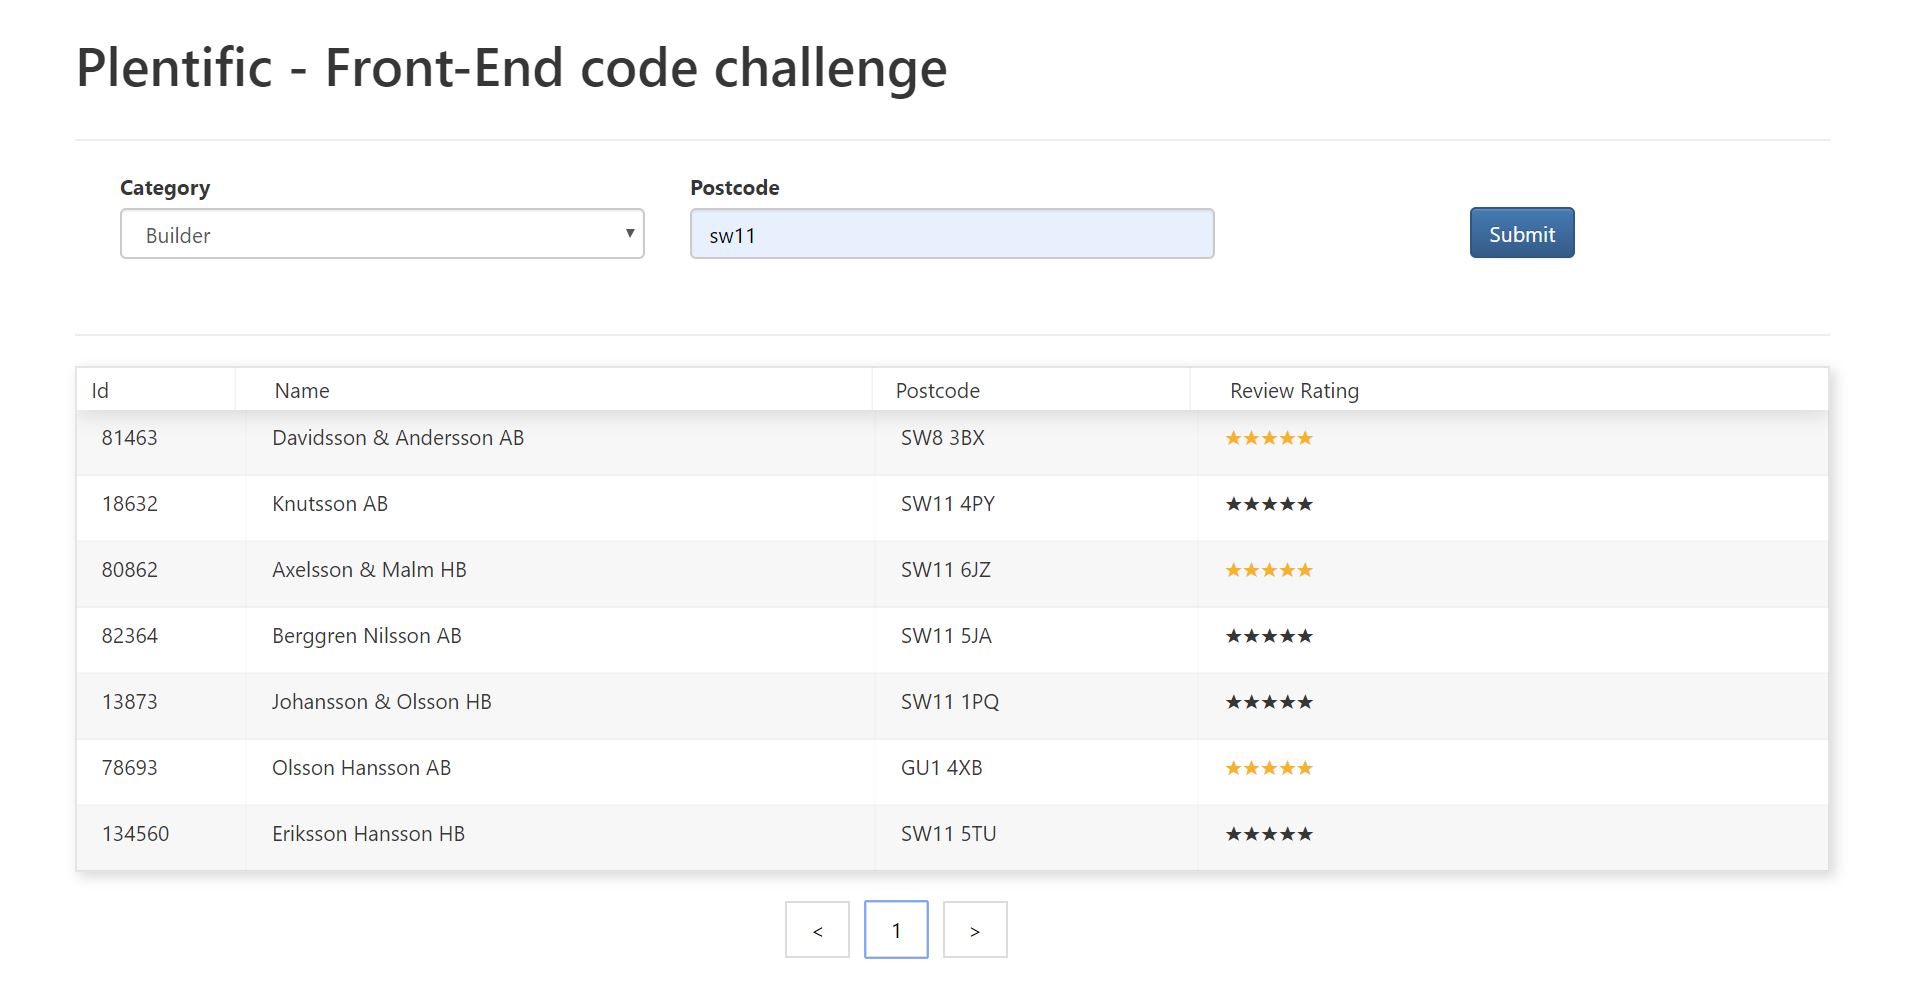 Plentific - Front-End code challenge
Category Postcode
Builder ▼ sw11 Submit
Id Name Postcode Review Rating
81463 Davidsson & Andersson AB SW8 3BX ★★★★★
18632 Knutsson AB SW11 4PY ★★★★★
80862 Axelsson & Malm HB SW11 6JZ ★★★★★
82364 Berggren Nilsson AB SW11 5JA ★★★★★
13873 Johansson & Olsson HB SW11 1PQ ★★★★★
78693 Olsson Hansson AB GU1 4XB ★★★★★
134560 Eriksson Hansson HB SW11 5TU ★★★★★
< 1 >